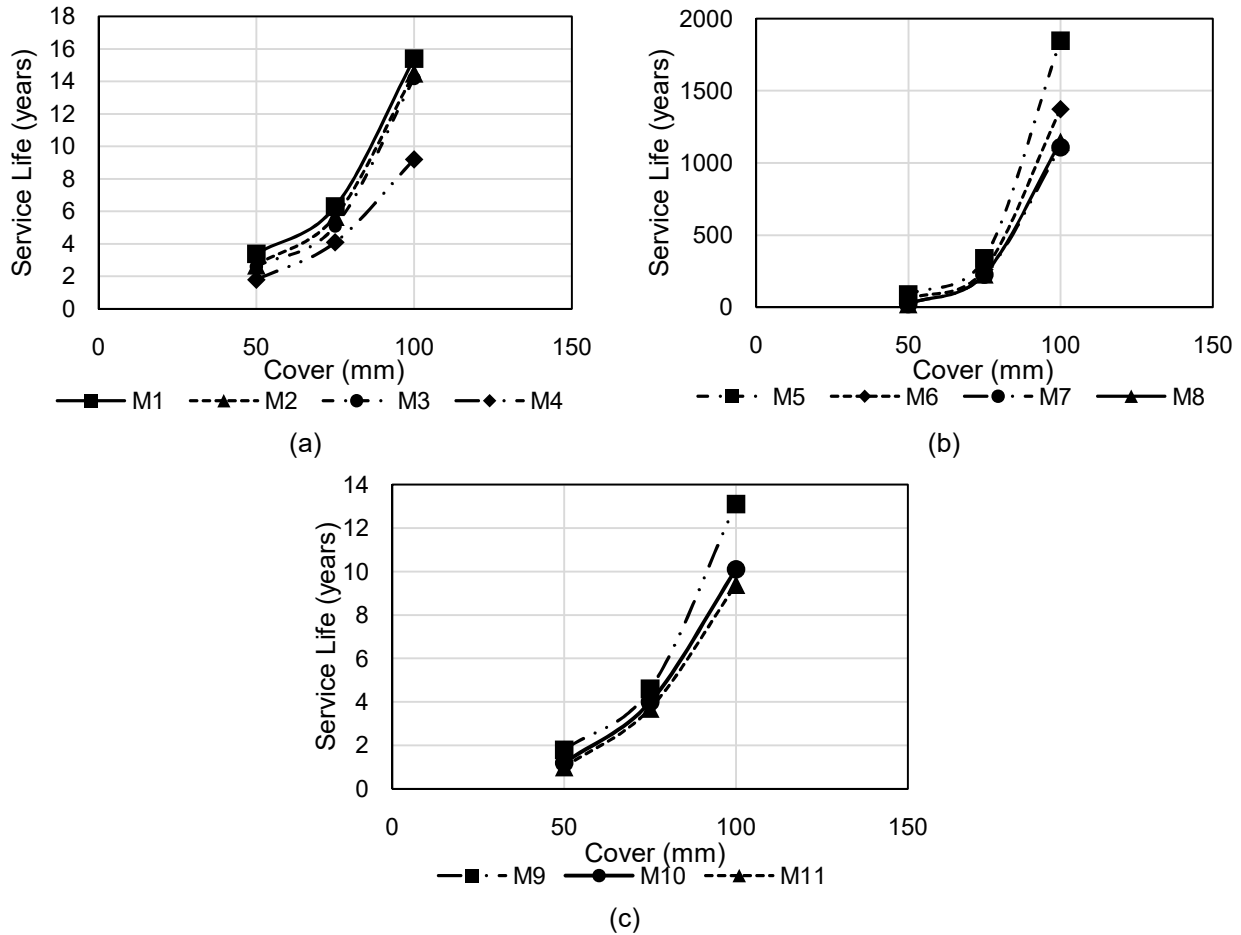 18
16
14
12
10
8
6
4
2
0
Service Life (years)
0 50 100 150
Cover (mm)
M1 M2 M3 M4
(a)
2000
1500
1000
500
0
Service Life (years)
0 50 100 150
Cover (mm)
M5 M6 M7 M8
(b)
14
12
10
8
6
4
2
0
Service Life (years)
0 50 100 150
Cover (mm)
M9 M10 M11
(c)